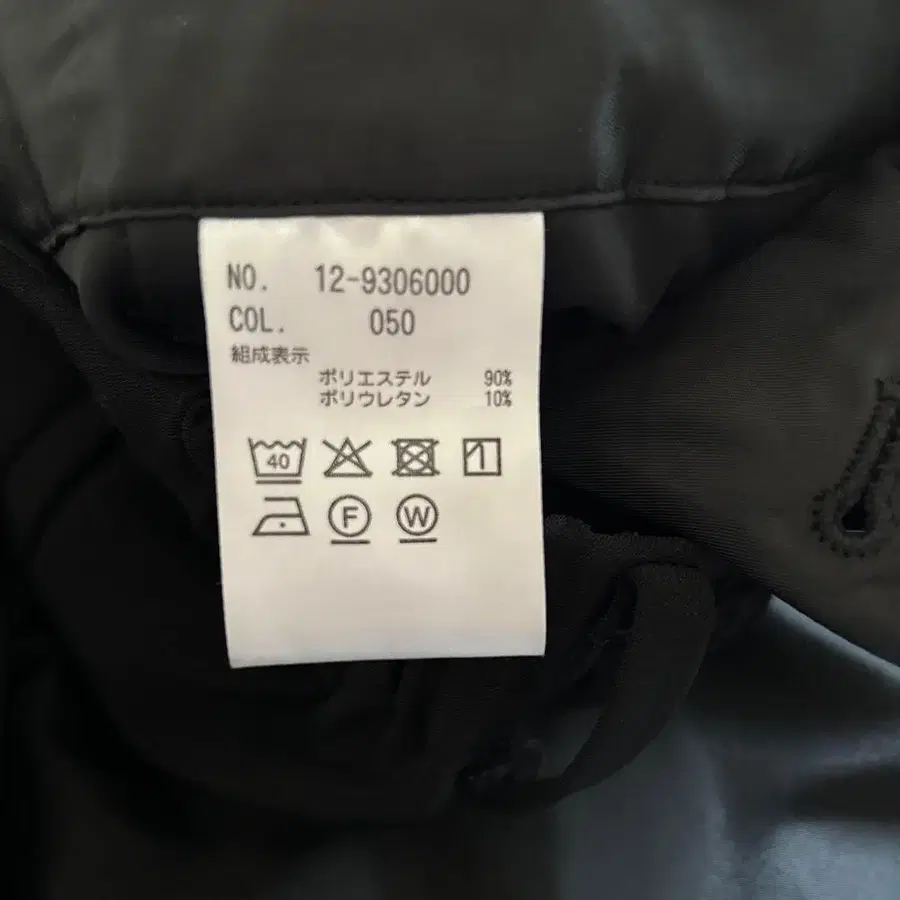 NO. 12-9306000
COL. 050
組成表示
ポリエステル 90%
ポリウレタン 10%
40
F W